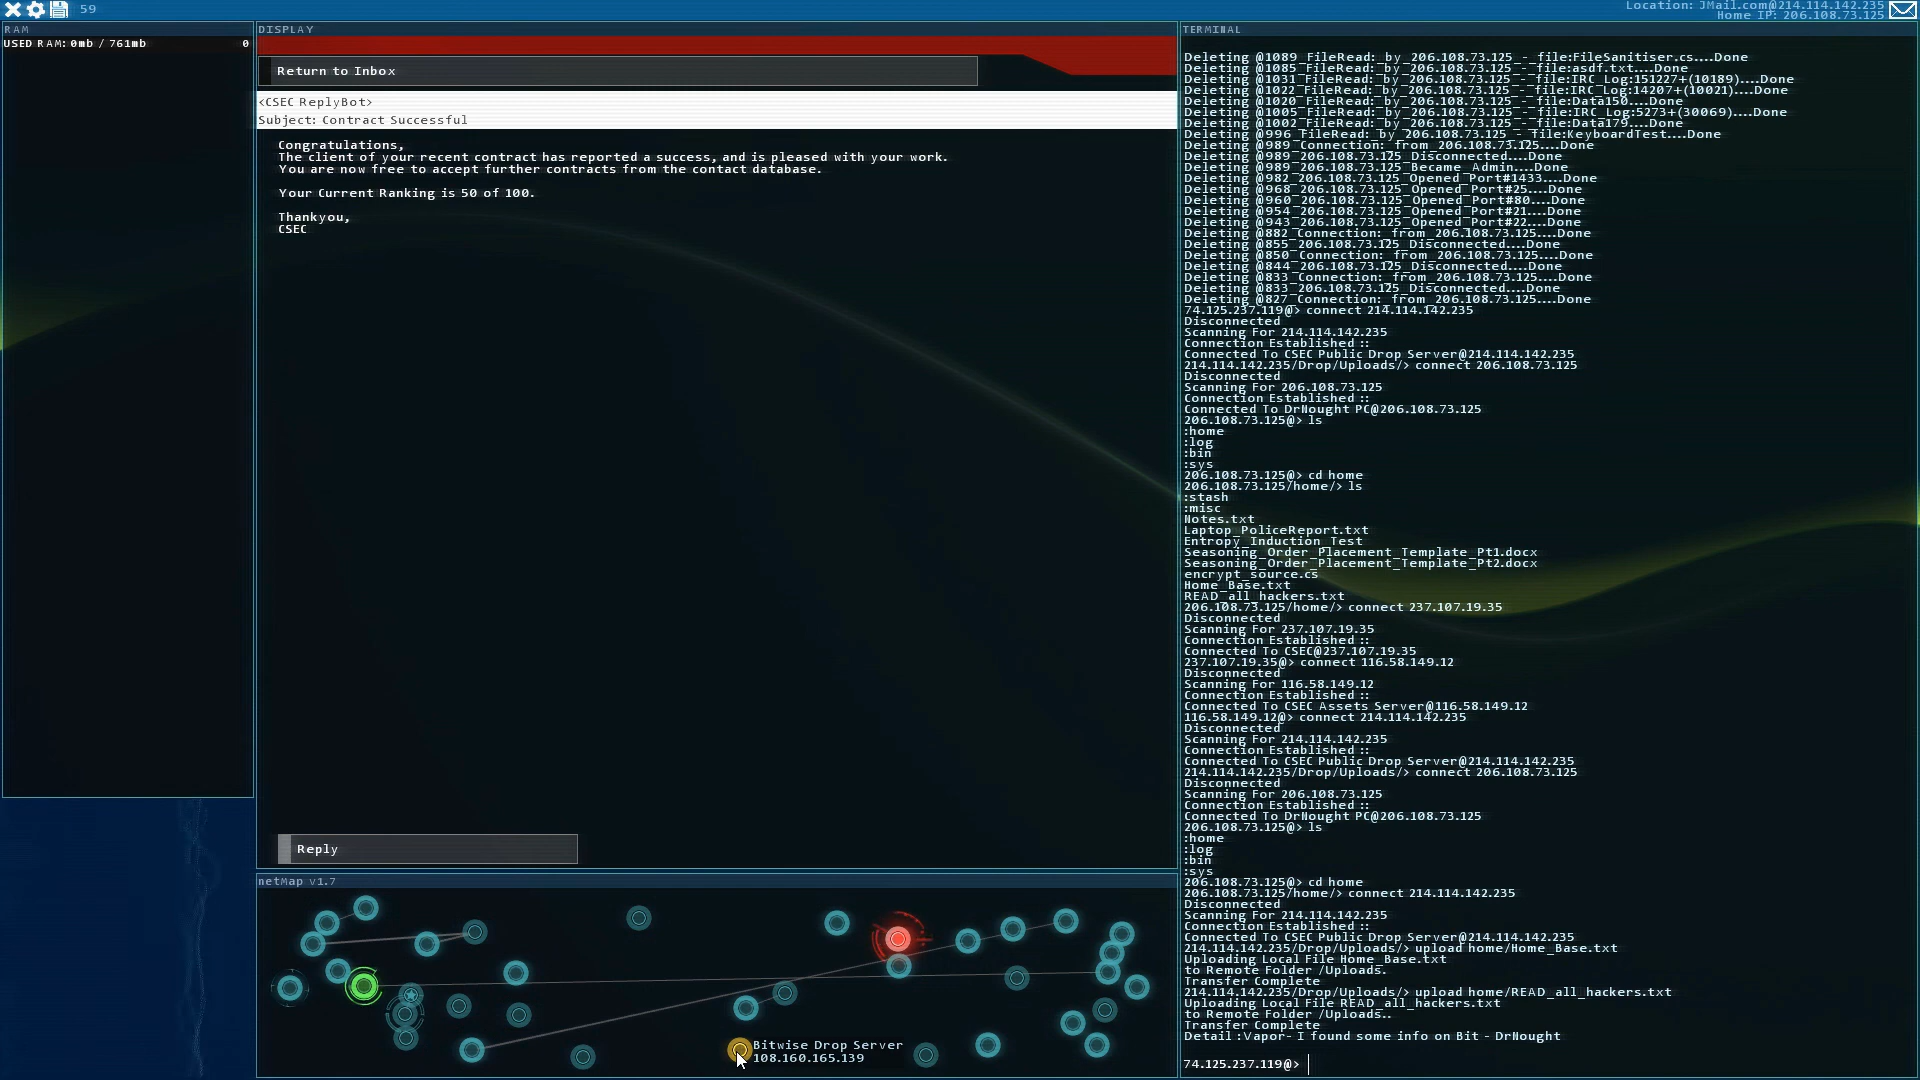 59
Location: JMail.com@214.114.142.235
Home IP: 206.108.73.125
RAM
USED RAM: 0mb / 761mb 0
DISPLAY
Return to Inbox
<CSEC ReplyBot>
Subject: Contract Successful
Congratulations,
The client of your recent contract has reported a success, and is pleased with your work.
You are now free to accept further contracts from the contact database.
Your Current Ranking is 50 of 100.
Thankyou,
CSEC
Reply
netMap v1.7
Bitwise Drop Server
108.160.165.139
TERMINAL
Deleting @1089_FileRead:_by_206.108.73.125_-_file:FileSanitiser.cs....Done
Deleting @1085_FileRead:_by_206.108.73.125_-_file:asdf.txt....Done
Deleting @1031_FileRead:_by_206.108.73.125_-_file:IRC_Log:151227+(10189)....Done
Deleting @1022_FileRead:_by_206.108.73.125_-_file:IRC_Log:14207+(10021)....Done
Deleting @1020_FileRead:_by_206.108.73.125_-_file:Data150....Done
Deleting @1005_FileRead:_by_206.108.73.125_-_file:IRC_Log:5273+(30069)....Done
Deleting @1002_FileRead:_by_206.108.73.125_-_file:Data179....Done
Deleting @996_FileRead:_by_206.108.73.125_-_file:KeyboardTest....Done
Deleting @989_Connection:_from_206.108.73.125....Done
Deleting @989_206.108.73.125_Disconnected....Done
Deleting @989_206.108.73.125_Became_Admin....Done
Deleting @982_206.108.73.125_Opened_Port#1433....Done
Deleting @968_206.108.73.125_Opened_Port#25....Done
Deleting @960_206.108.73.125_Opened_Port#80....Done
Deleting @954_206.108.73.125_Opened_Port#21....Done
Deleting @943_206.108.73.125_Opened_Port#22....Done
Deleting @882_Connection:_from_206.108.73.125....Done
Deleting @855_206.108.73.125_Disconnected....Done
Deleting @850_Connection:_from_206.108.73.125....Done
Deleting @844_206.108.73.125_Disconnected....Done
Deleting @833_Connection:_from_206.108.73.125....Done
Deleting @833_206.108.73.125_Disconnected....Done
Deleting @827_Connection:_from_206.108.73.125....Done
74.125.237.119@> connect 214.114.142.235
Disconnected
Scanning For 214.114.142.235
Connection Established ::
Connected To CSEC Public Drop Server@214.114.142.235
214.114.142.235/Drop/Uploads/> connect 206.108.73.125
Disconnected
Scanning For 206.108.73.125
Connection Established ::
Connected To DrNought PC@206.108.73.125
206.108.73.125@> ls
:home
:log
:bin
:sys
206.108.73.125@> cd home
206.108.73.125/home/> ls
:stash
:misc
Notes.txt
Laptop_PoliceReport.txt
Entropy_Induction_Test
Seasoning_Order_Placement_Template_Pt1.docx
Seasoning_Order_Placement_Template_Pt2.docx
encrypt_source.cs
Home_Base.txt
READ_all_hackers.txt
206.108.73.125/home/> connect 237.107.19.35
Disconnected
Scanning For 237.107.19.35
Connection Established ::
Connected To CSEC@237.107.19.35
237.107.19.35@> connect 116.58.149.12
Disconnected
Scanning For 116.58.149.12
Connection Established ::
Connected To CSEC Assets Server@116.58.149.12
116.58.149.12@> connect 214.114.142.235
Disconnected
Scanning For 214.114.142.235
Connection Established ::
Connected To CSEC Public Drop Server@214.114.142.235
214.114.142.235/Drop/Uploads/> connect 206.108.73.125
Disconnected
Scanning For 206.108.73.125
Connection Established ::
Connected To DrNought PC@206.108.73.125
206.108.73.125@> ls
:home
:log
:bin
:sys
206.108.73.125@> cd home
206.108.73.125/home/> connect 214.114.142.235
Disconnected
Scanning For 214.114.142.235
Connection Established ::
Connected To CSEC Public Drop Server@214.114.142.235
214.114.142.235/Drop/Uploads/> upload home/Home_Base.txt
Uploading Local File Home_Base.txt
to Remote Folder /Uploads.
Transfer Complete
214.114.142.235/Drop/Uploads/> upload home/READ_all_hackers.txt
Uploading Local File READ_all_hackers.txt
to Remote Folder /Uploads..
Transfer Complete
Detail :Vapor- I found some info on Bit - DrNought
74.125.237.119@>